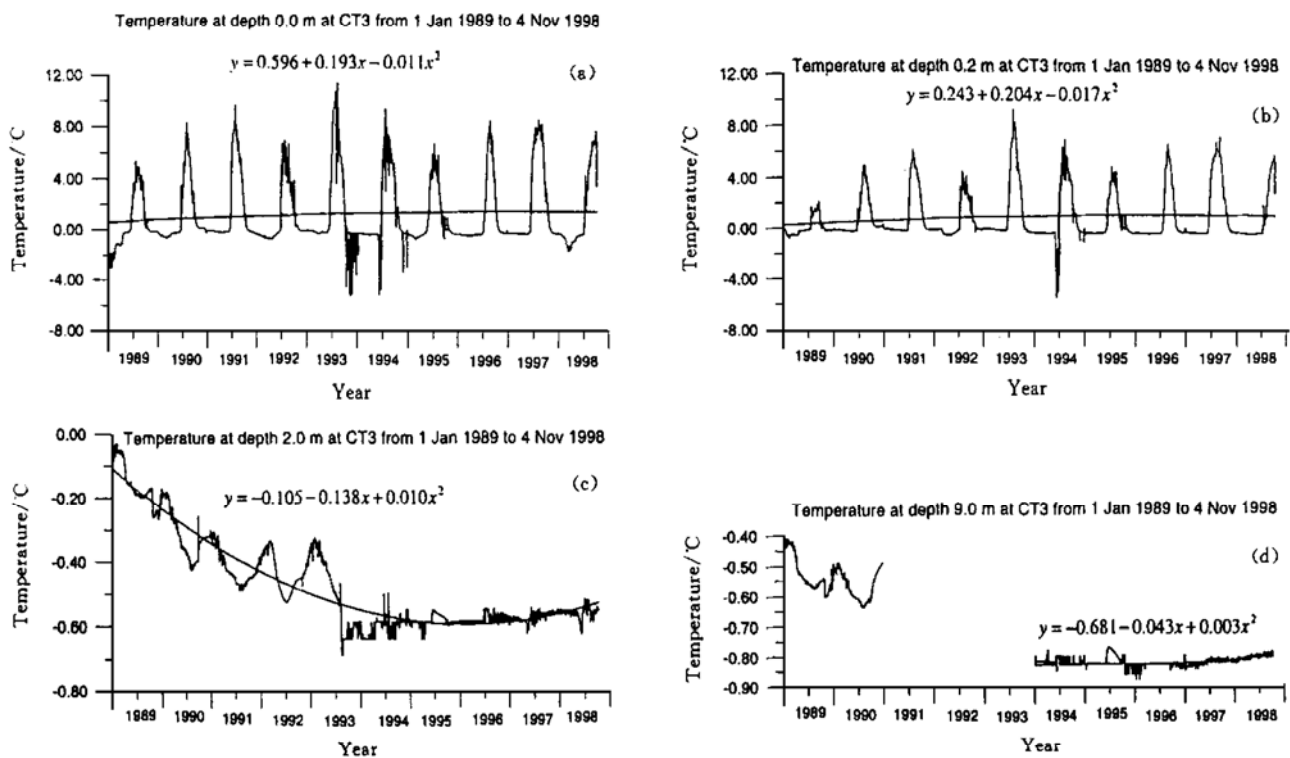 Temperature at depth 0.0 m at CT3 from 1 Jan 1989 to 4 Nov 1998
y = 0.596 + 0.193x − 0.011x²
(a)
12.00
8.00
4.00
0.00
-4.00
-8.00
Temperature/℃
1989 1990 1991 1992 1993 1994 1995 1996 1997 1998
Year
Temperature at depth 0.2 m at CT3 from 1 Jan 1989 to 4 Nov 1998
y = 0.243 + 0.204x − 0.017x²
(b)
12.00
8.00
4.00
0.00
-4.00
-8.00
Temperature/℃
1989 1990 1991 1992 1993 1994 1995 1996 1997 1998
Year
Temperature at depth 2.0 m at CT3 from 1 Jan 1989 to 4 Nov 1998
y = −0.105 − 0.138x + 0.010x²
(c)
0.00
-0.20
-0.40
-0.60
-0.80
Temperature/℃
1989 1990 1991 1992 1993 1994 1995 1996 1997 1998
Year
Temperature at depth 9.0 m at CT3 from 1 Jan 1989 to 4 Nov 1998
(d)
y = −0.681 − 0.043x + 0.003x²
-0.40
-0.50
-0.60
-0.70
-0.80
-0.90
Temperature/℃
1989 1990 1991 1992 1993 1994 1995 1996 1997 1998
Year